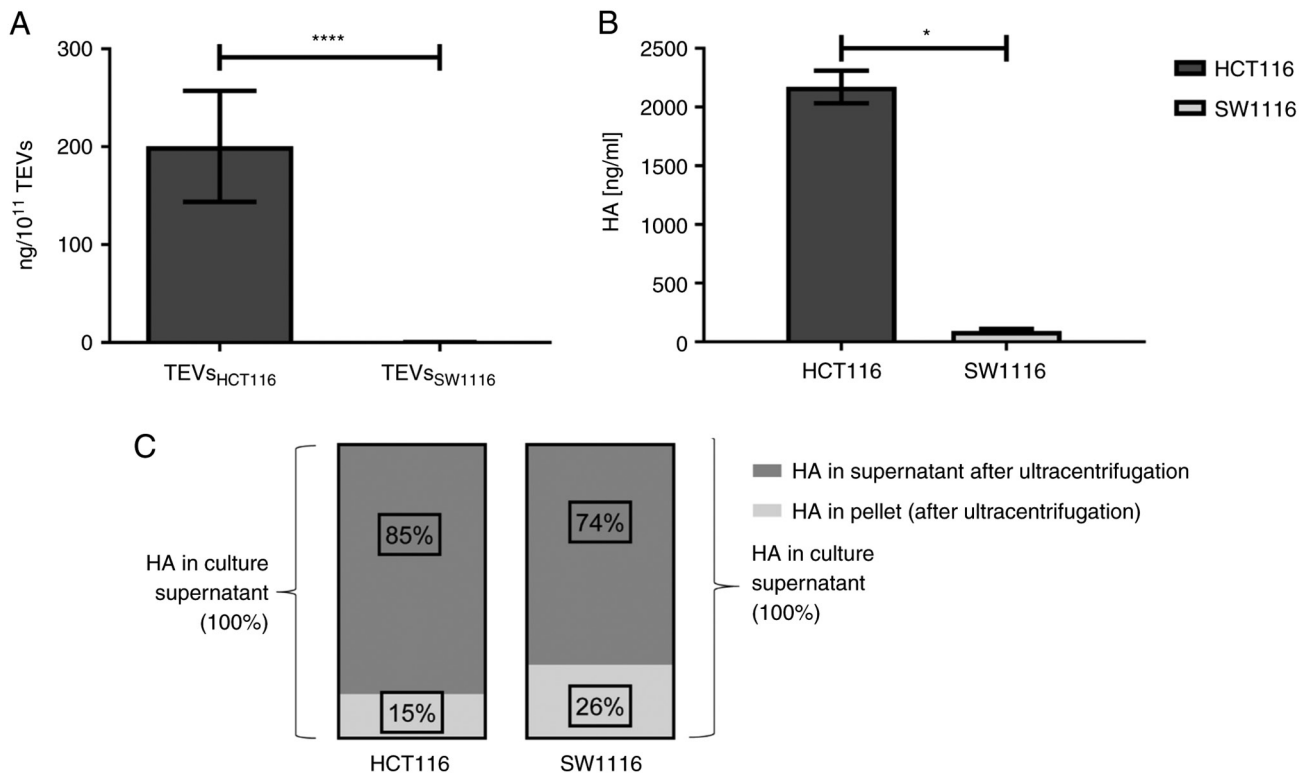 A
ng/10¹¹ TEVs
300
200
100
0
****
TEVsHCT116
TEVsSW1116
B
HA [ng/ml]
2500
2000
1500
1000
500
0
*
HCT116
SW1116
HCT116
SW1116
C
HA in culture
supernatant
(100%)
85%
15%
HCT116
74%
26%
SW1116
HA in supernatant after ultracentrifugation
HA in pellet (after ultracentrifugation)
HA in culture
supernatant
(100%)